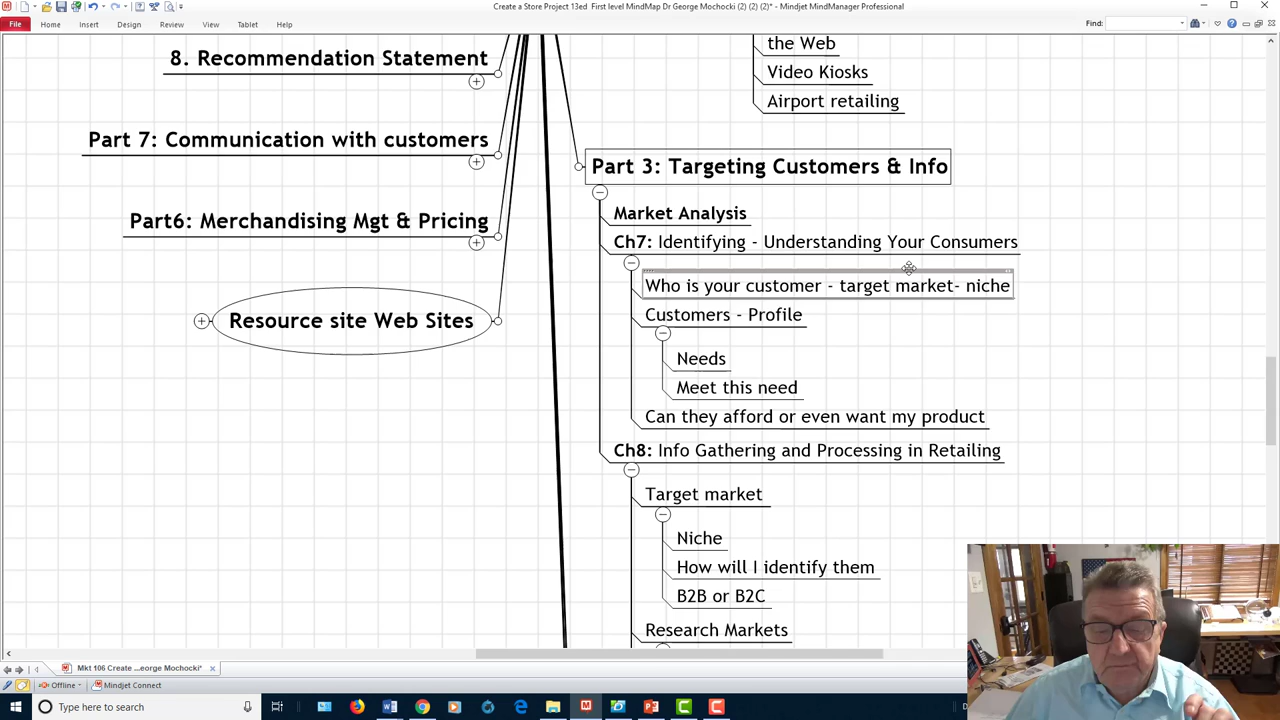 Create a Store Project 13ed First level MindMap Dr George Mochocki (2) (2) (2)* - Mindjet MindManager Professional
File Home Insert Design Review View Tablet Help
Find:
8. Recommendation Statement
Part 7: Communication with customers
Part6: Merchandising Mgt & Pricing
Resource site Web Sites
the Web
Video Kiosks
Airport retailing
Part 3: Targeting Customers & Info
Market Analysis
Ch7: Identifying - Understanding Your Consumers
Who is your customer - target market- niche
Customers - Profile
Needs
Meet this need
Can they afford or even want my product
Ch8: Info Gathering and Processing in Retailing
Target market
Niche
How will I identify them
B2B or B2C
Research Markets
Mkt 106 Create ...eorge Mochocki*
Offline
Mindjet Connect
Type here to search